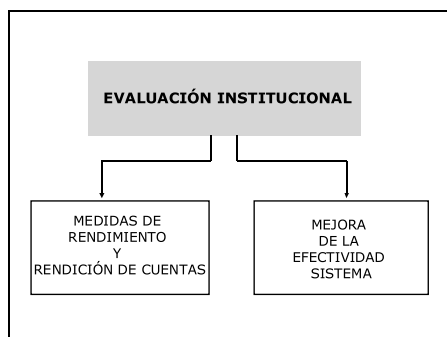 EVALUACIÓN INSTITUCIONAL
MEDIDAS DE
RENDIMIENTO
Y
RENDICIÓN DE CUENTAS
MEJORA
DE LA
EFECTIVIDAD
SISTEMA